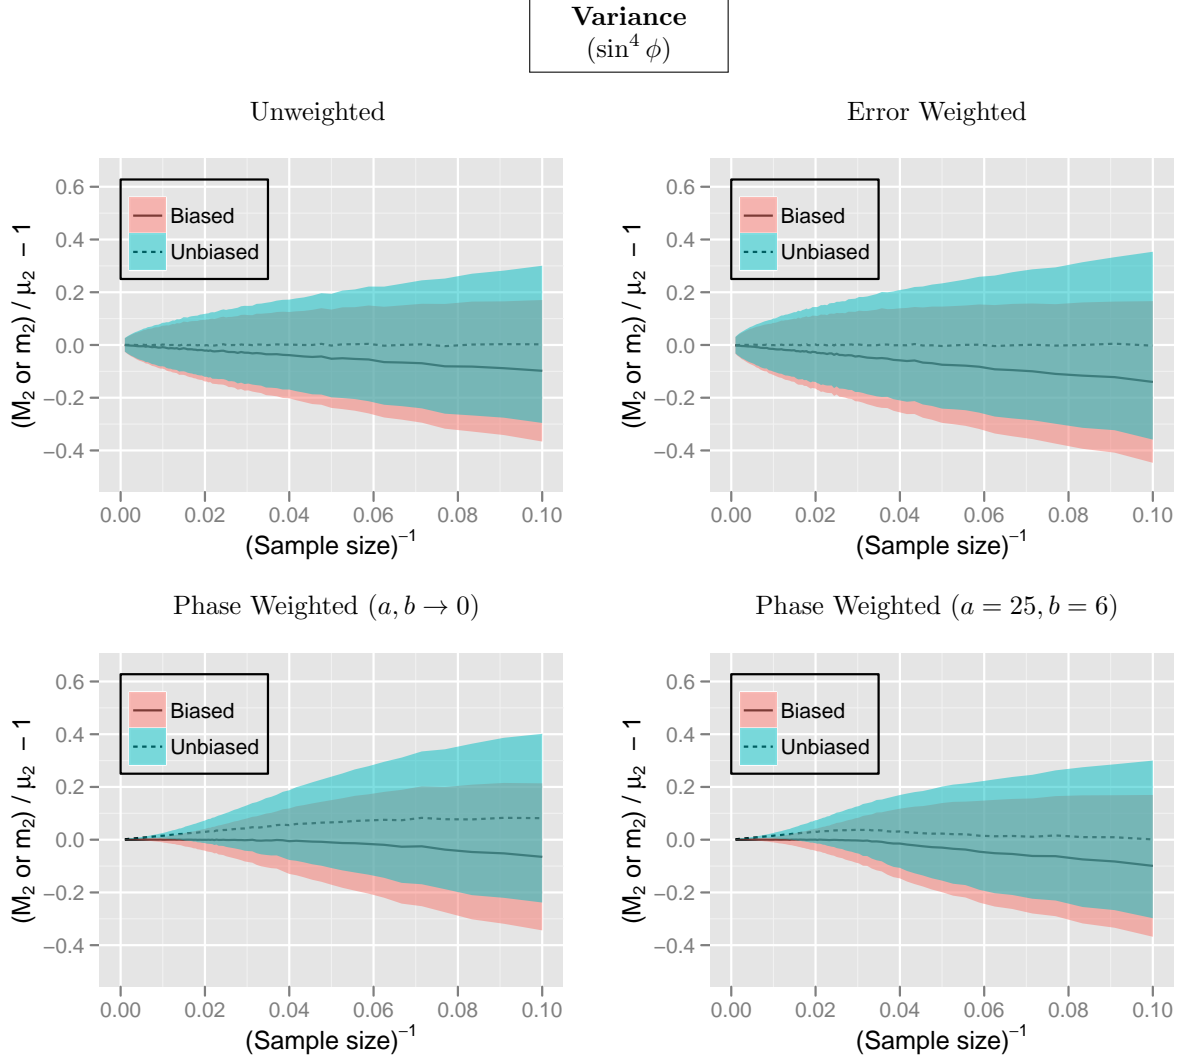 Variance
(sin⁴ ϕ)
Unweighted
Error Weighted
(M₂ or m₂) / μ₂ − 1
0.6
0.4
0.2
0.0
−0.2
−0.4
Biased
Unbiased
0.00 0.02 0.04 0.06 0.08 0.10
(Sample size)⁻¹
(M₂ or m₂) / μ₂ − 1
0.6
0.4
0.2
0.0
−0.2
−0.4
Biased
Unbiased
0.00 0.02 0.04 0.06 0.08 0.10
(Sample size)⁻¹
Phase Weighted (a, b → 0)
Phase Weighted (a = 25, b = 6)
(M₂ or m₂) / μ₂ − 1
0.6
0.4
0.2
0.0
−0.2
−0.4
Biased
Unbiased
0.00 0.02 0.04 0.06 0.08 0.10
(Sample size)⁻¹
(M₂ or m₂) / μ₂ − 1
0.6
0.4
0.2
0.0
−0.2
−0.4
Biased
Unbiased
0.00 0.02 0.04 0.06 0.08 0.10
(Sample size)⁻¹